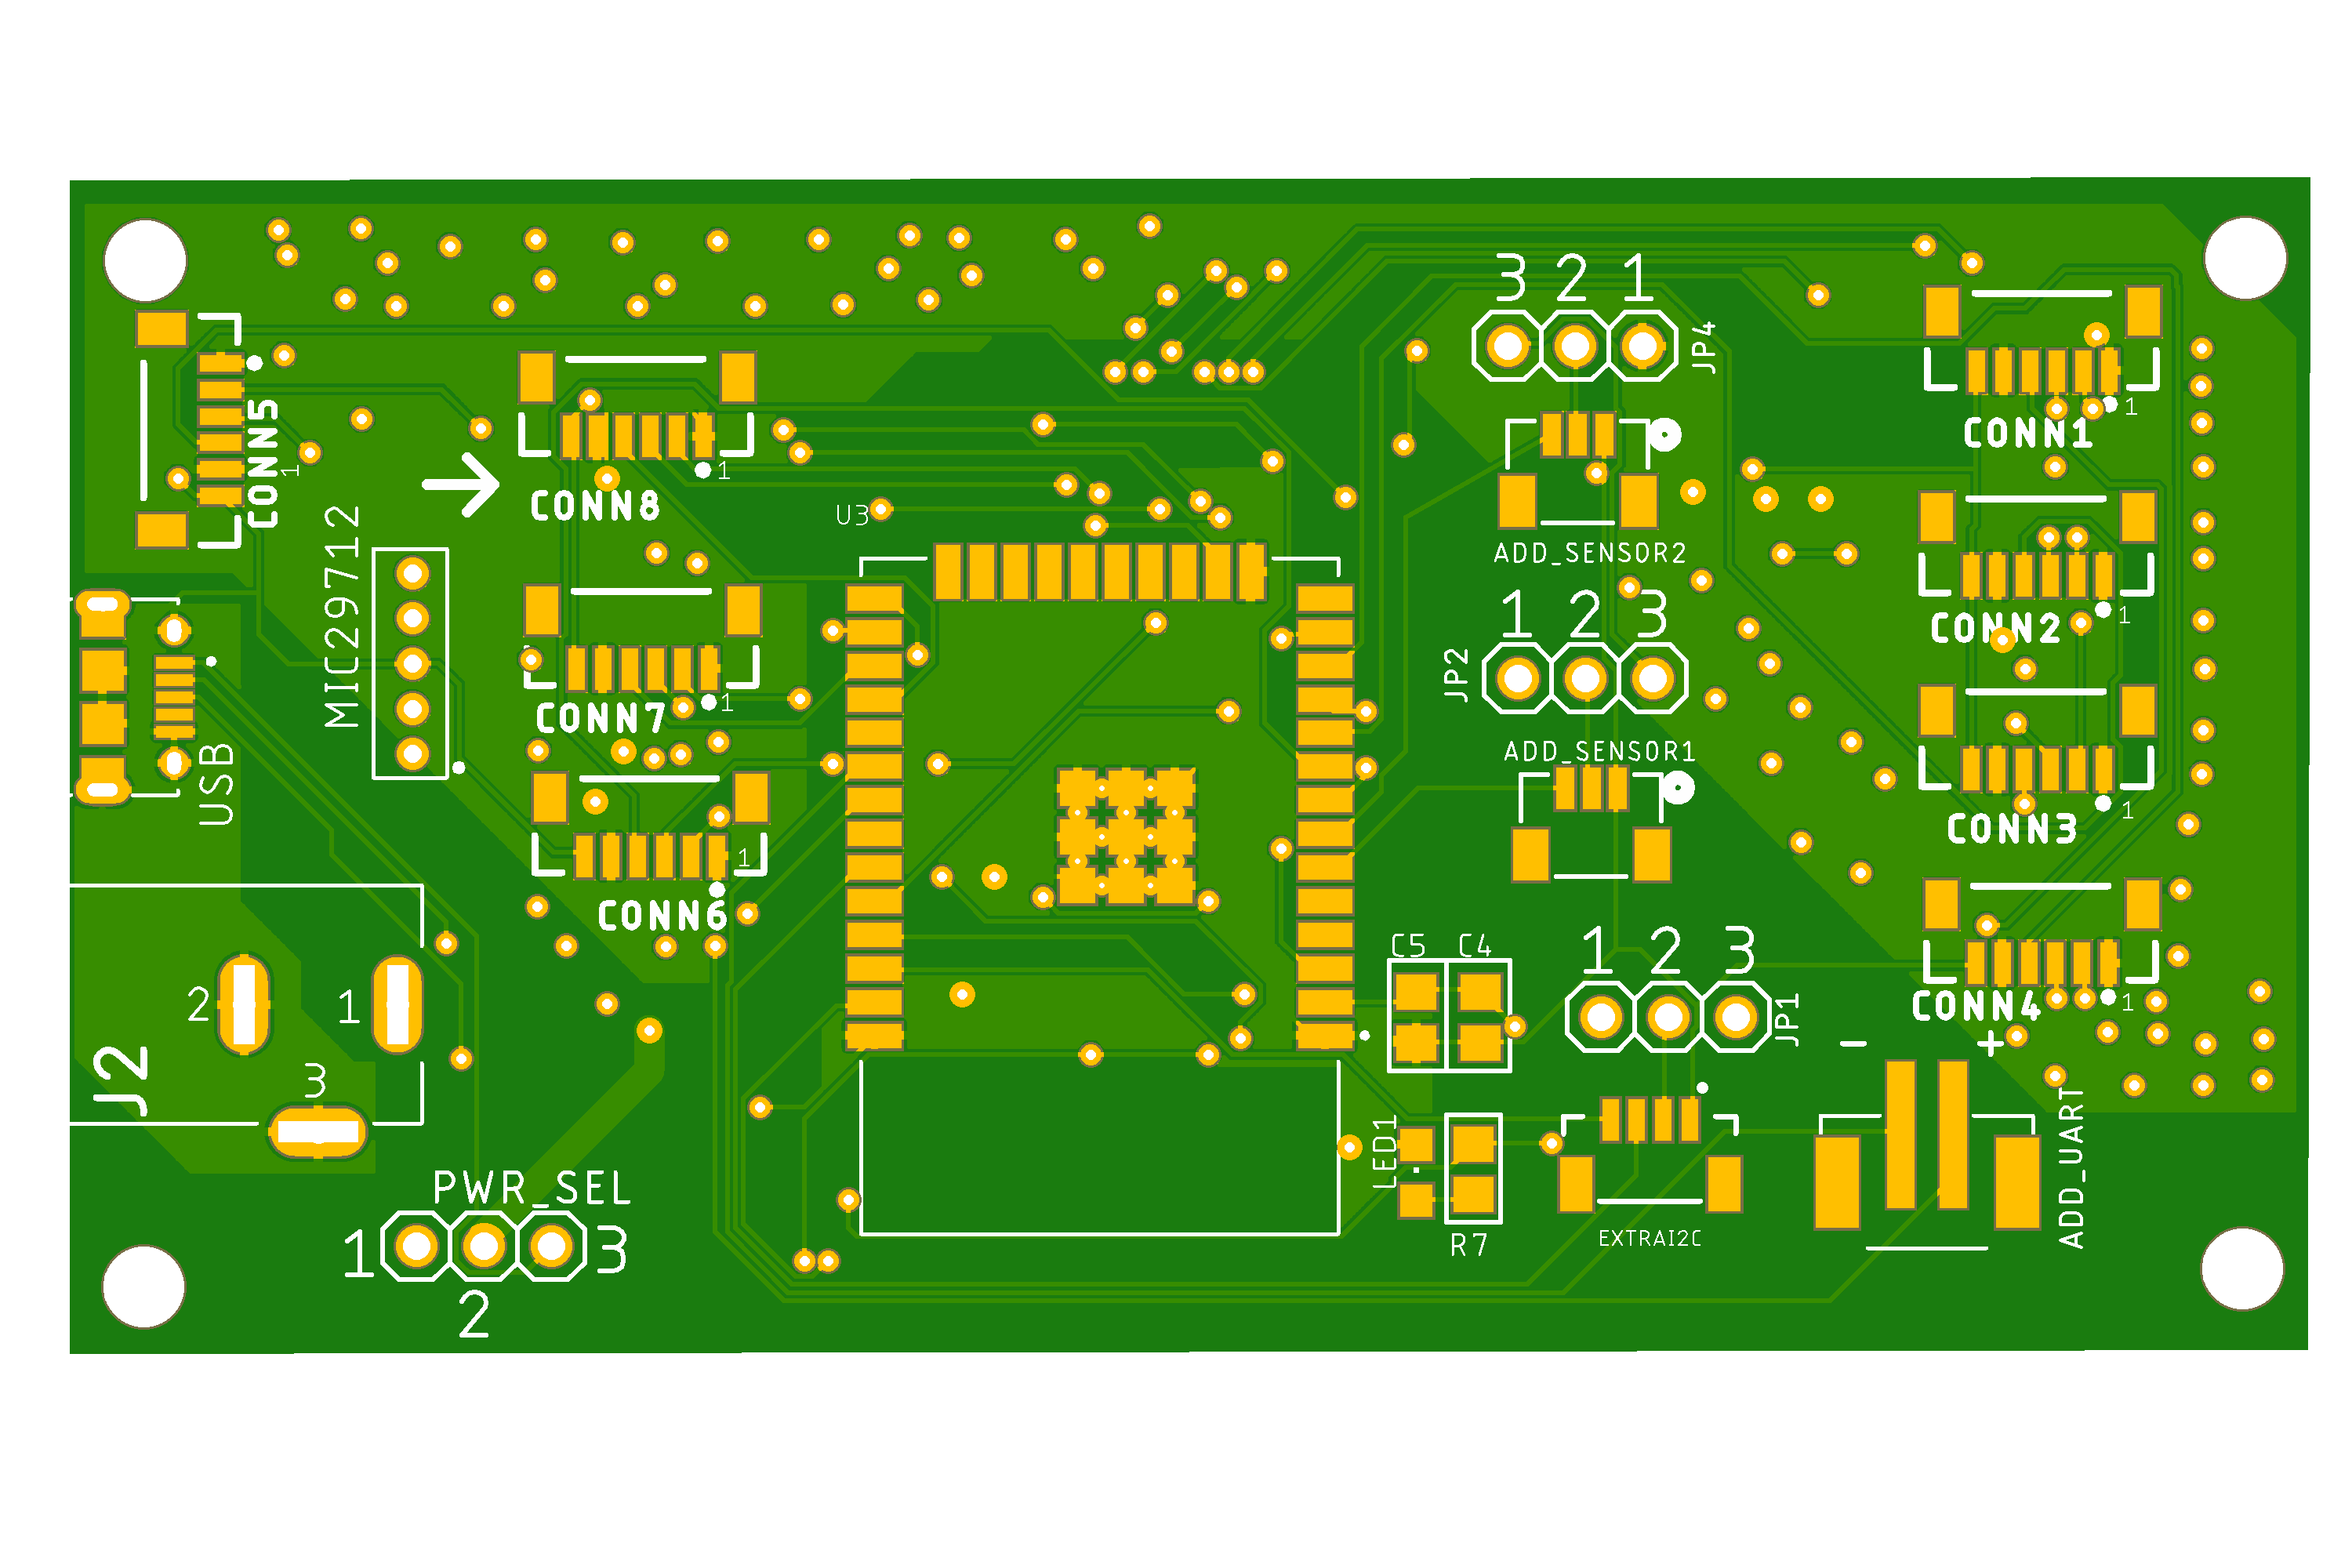 3 2 1
JP4
CONN5
1
CONN8
1
CONN1
1
U3
MIC29712
ADD_SENSOR2
1 2 3
JP2
CONN2
1
CONN7
1
USB
ADD_SENSOR1
CONN3
1
CONN6
1
C5 C4
1 2 3
JP1
CONN4
1
- +
2 1
3
J2
LED1
R7
EXTRAI2C
ADD_UART
PWR_SEL
1 3
2